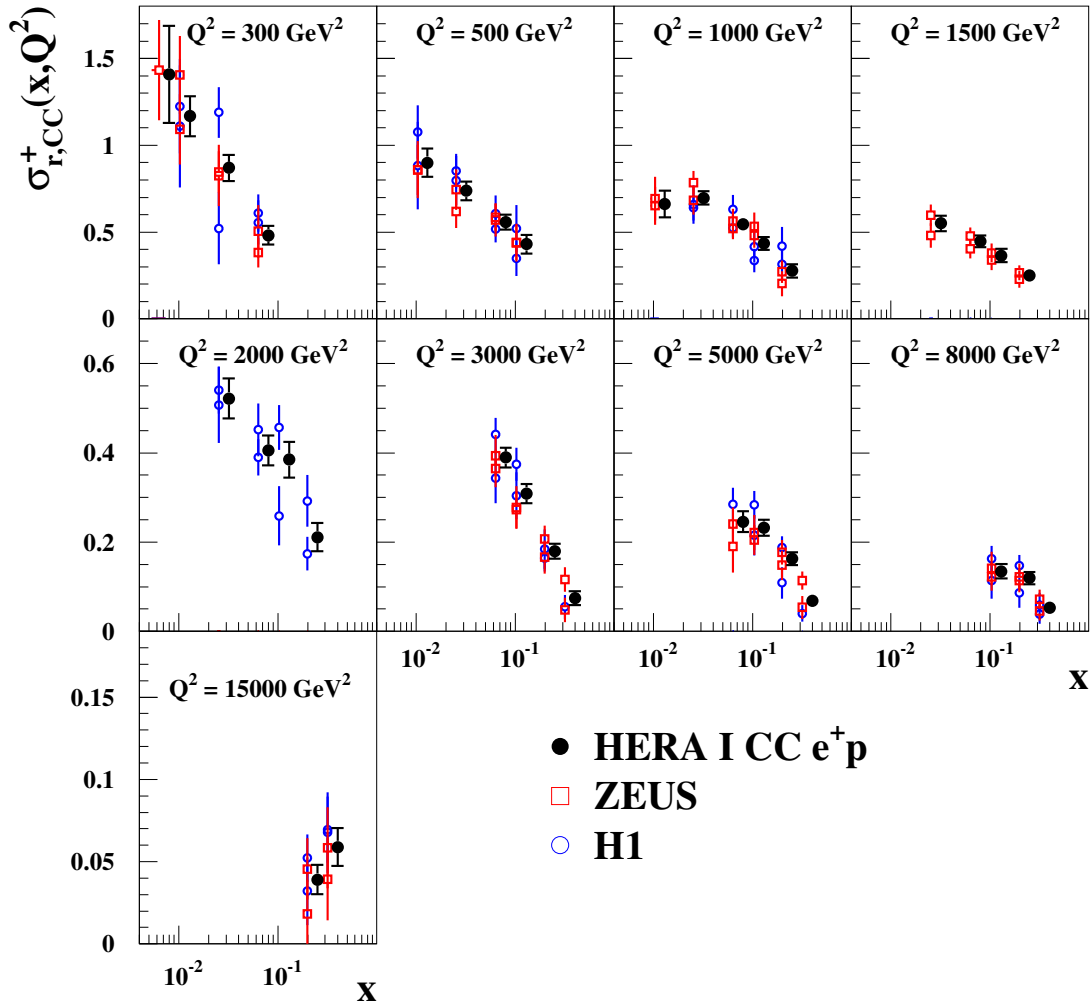 σ⁺r,CC(x,Q²)
Q² = 300 GeV²
Q² = 500 GeV²
Q² = 1000 GeV²
Q² = 1500 GeV²
1.5
1
0.5
0
Q² = 2000 GeV²
Q² = 3000 GeV²
Q² = 5000 GeV²
Q² = 8000 GeV²
0.6
0.4
0.2
0
10⁻² 10⁻¹
10⁻² 10⁻¹
10⁻² 10⁻¹ x
Q² = 15000 GeV²
0.15
0.1
0.05
0
10⁻² 10⁻¹ x
HERA I CC e⁺p
ZEUS
H1